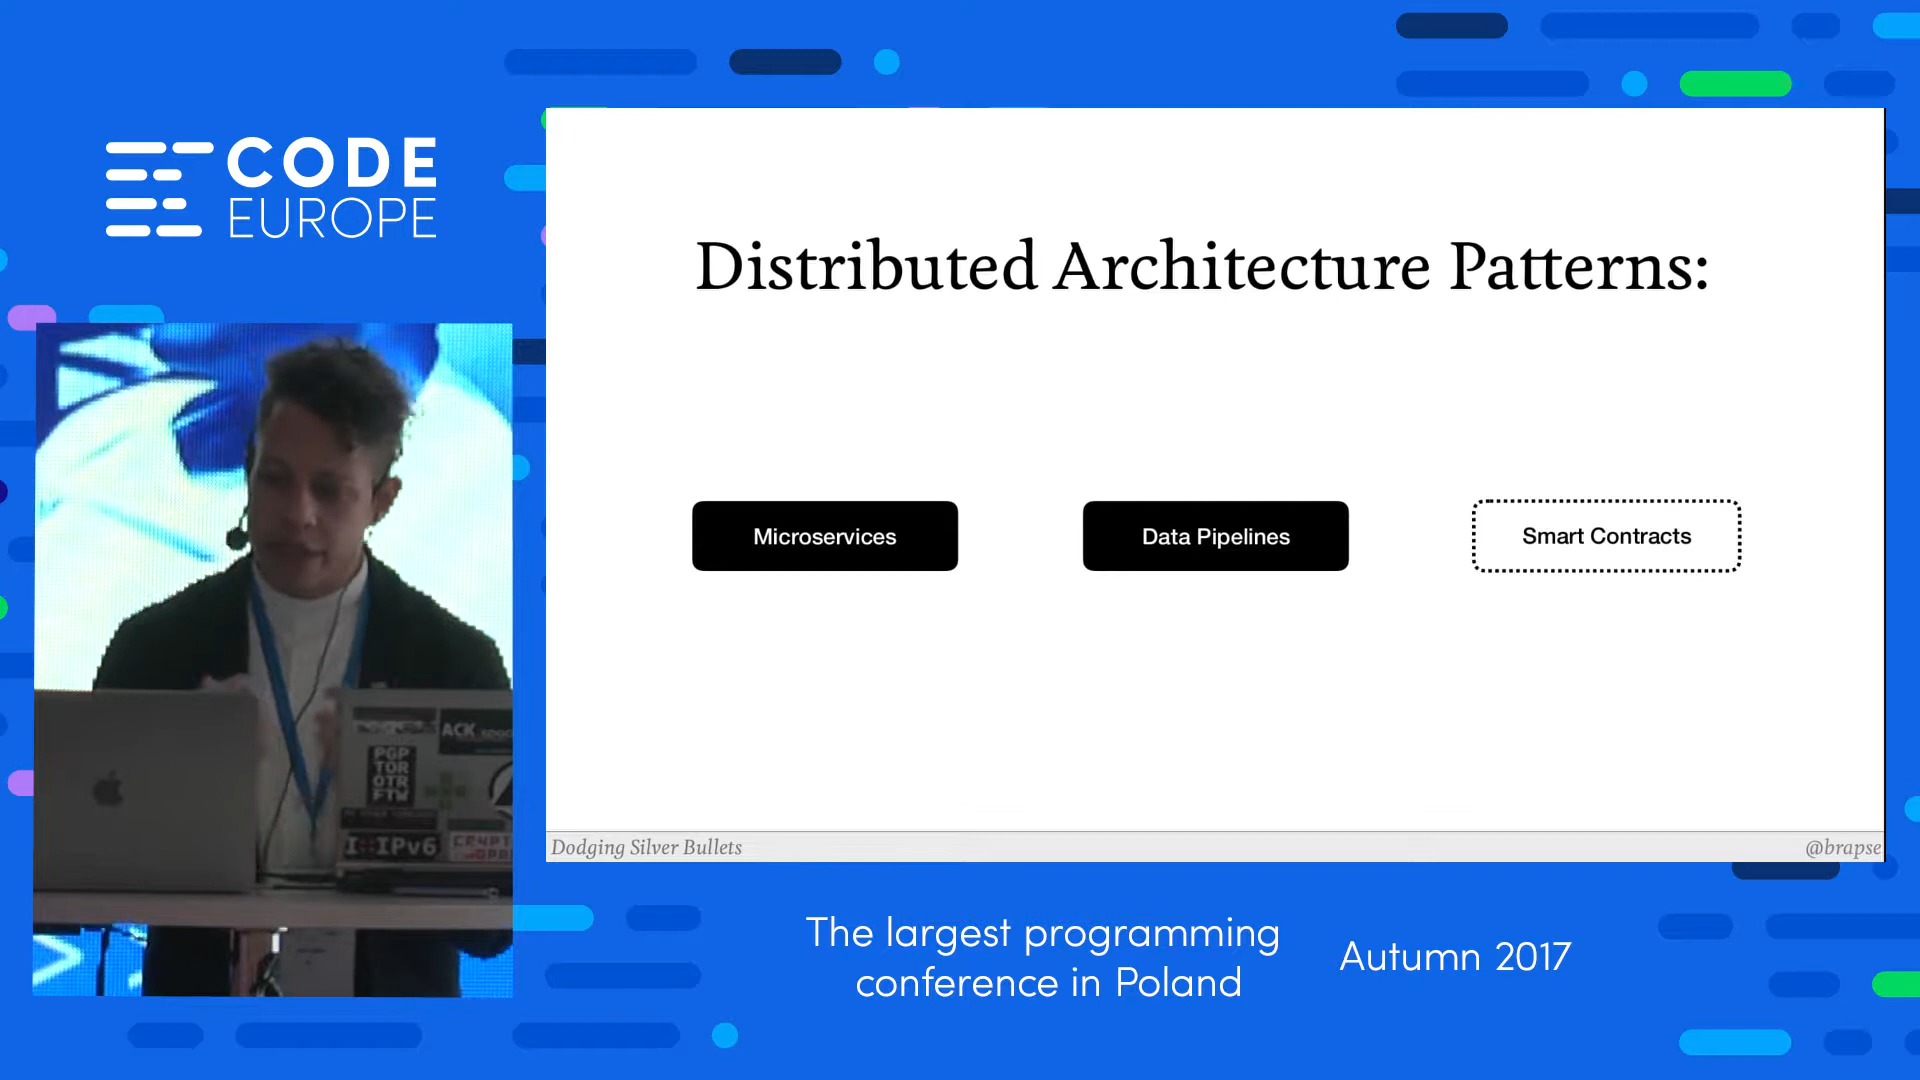 CODE
EUROPE
Distributed Architecture Patterns:
Microservices
Data Pipelines
Smart Contracts
ACK
PGP
TOR
OTR
FTW
IPv6
Dodging Silver Bullets
@brapse
The largest programming
conference in Poland
Autumn 2017